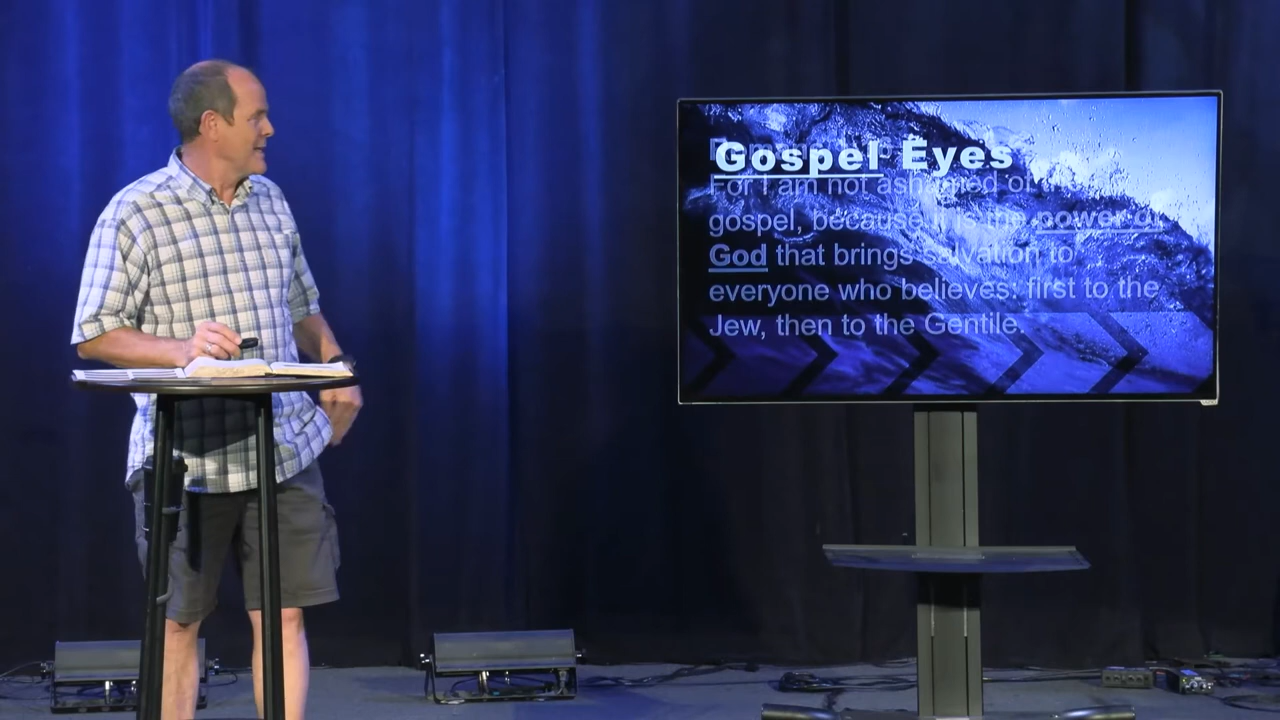 Gospel Eyes
For I am not ashamed of the
gospel, because it is the power of
God that brings salvation to
everyone who believes: first to the
Jew, then to the Gentile.